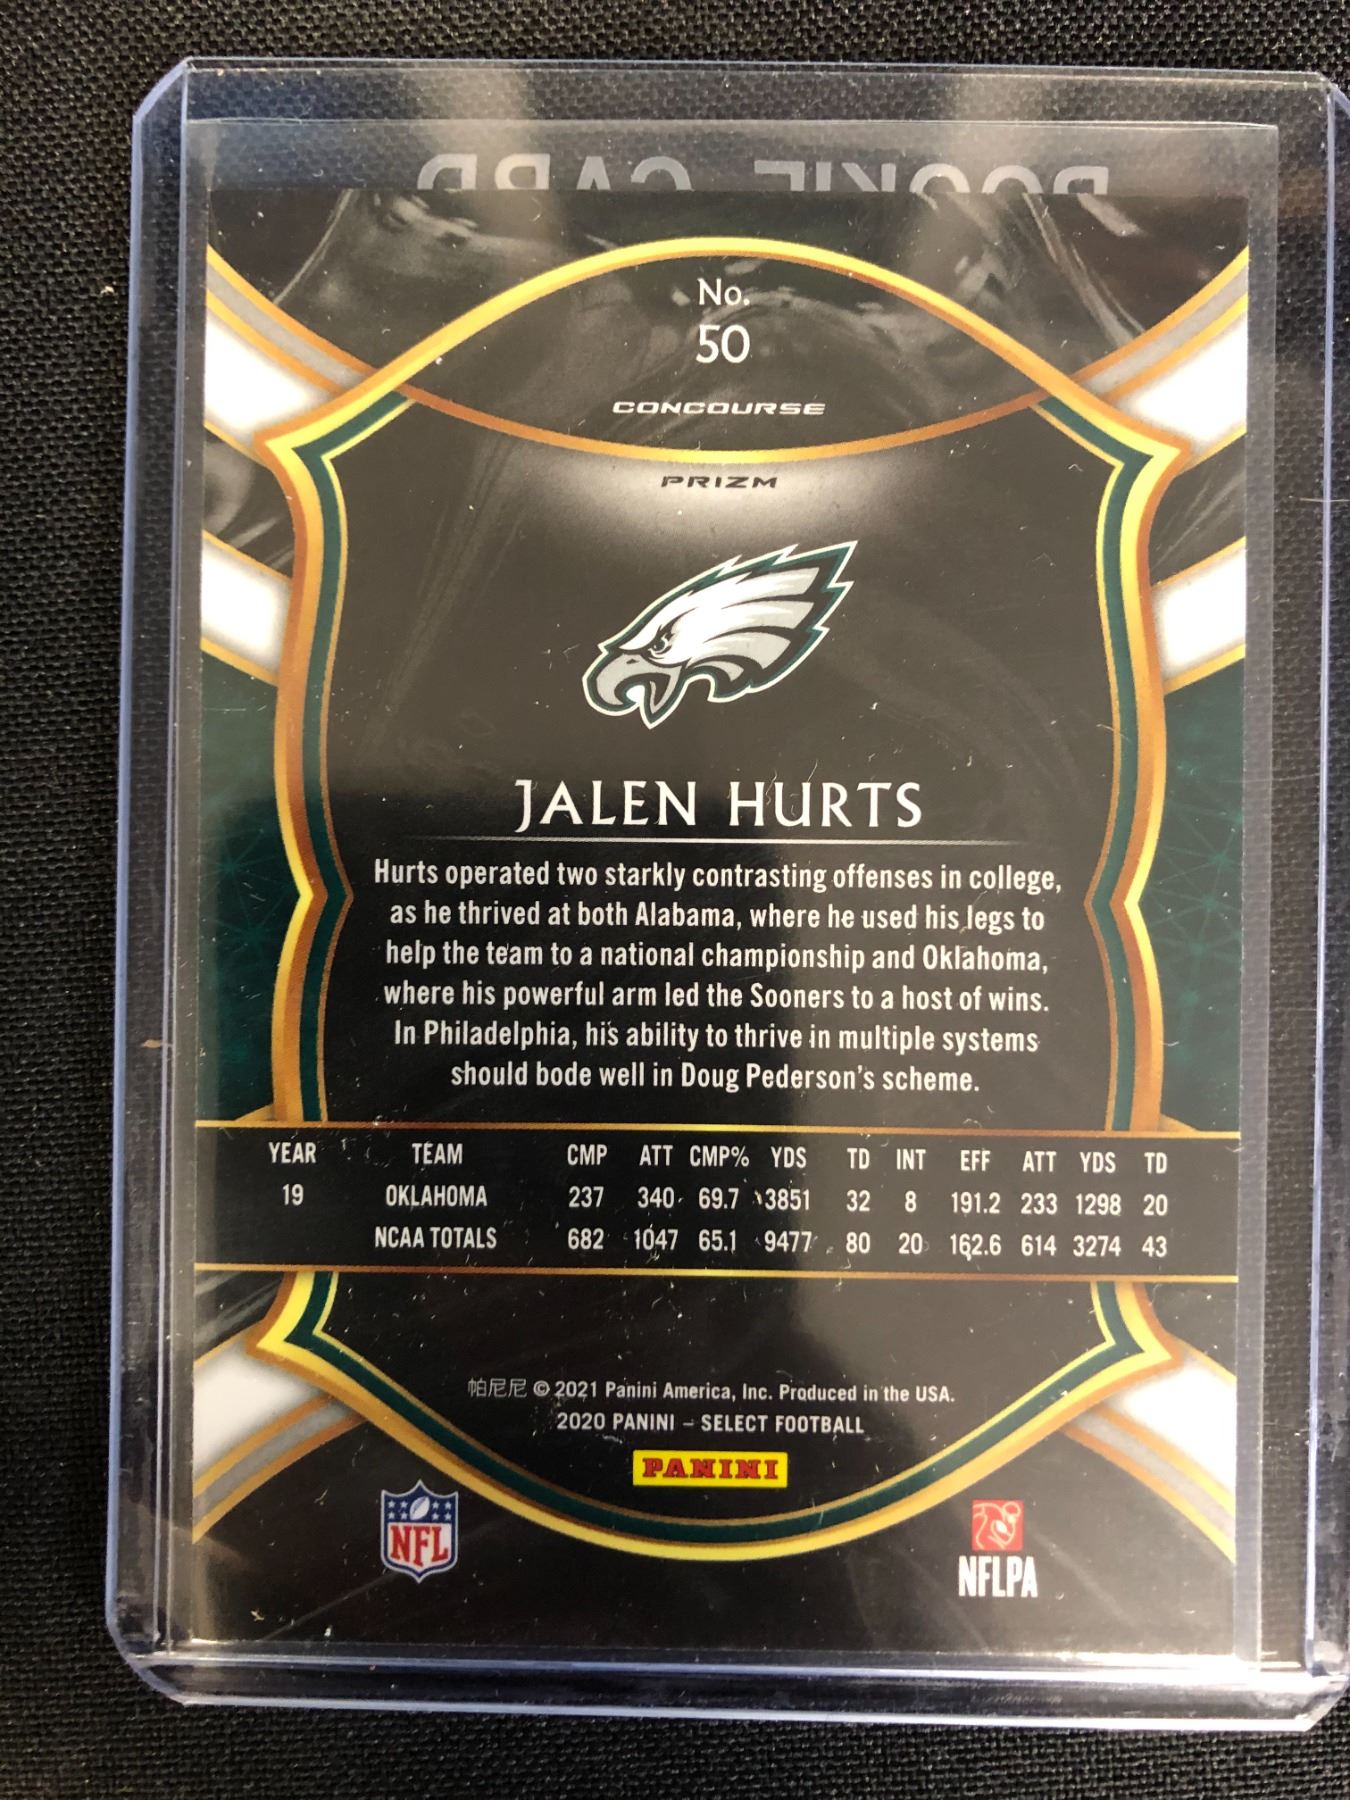 ROOKIE CARD
No.
50
CONCOURSE
PRIZM
JALEN HURTS
Hurts operated two starkly contrasting offenses in college,
as he thrived at both Alabama, where he used his legs to
help the team to a national championship and Oklahoma,
where his powerful arm led the Sooners to a host of wins.
In Philadelphia, his ability to thrive in multiple systems
should bode well in Doug Pederson's scheme.
YEAR TEAM CMP ATT CMP% YDS TD INT EFF ATT YDS TD
19 OKLAHOMA 237 340 69.7 3851 32 8 191.2 233 1298 20
NCAA TOTALS 682 1047 65.1 9477 80 20 162.6 614 3274 43
帕尼尼 © 2021 Panini America, Inc. Produced in the USA.
2020 PANINI – SELECT FOOTBALL
PANINI
NFL
NFLPA